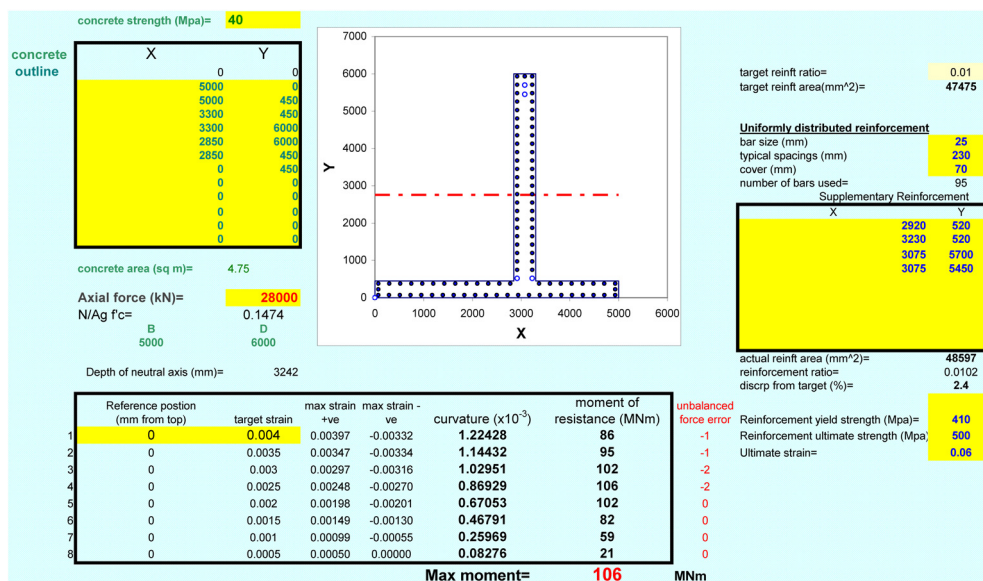 concrete strength (Mpa)= 40
concrete outline
X Y
0 0
5000 0
5000 450
3300 450
3300 6000
2850 6000
2850 450
0 450
0 0
0 0
0 0
0 0
0 0
concrete area (sq m)= 4.75
Axial force (kN)= 28000
N/Ag f'c= 0.1474
B D
5000 6000
Depth of neutral axis (mm)= 3242
7000
6000
5000
4000
3000
2000
1000
0
Y
0 1000 2000 3000 4000 5000 6000
X
target reinft ratio= 0.01
target reinft area(mm^2)= 47475
Uniformly distributed reinforcement
bar size (mm) 25
typical spacings (mm) 230
cover (mm) 70
number of bars used= 95
Supplementary Reinforcement
X Y
2920 520
3230 520
3075 5700
3075 5450
actual reinft area (mm^2)= 48597
reinforcement ratio= 0.0102
discrp from target (%)= 2.4
Reinforcement yield strength (Mpa)= 410
Reinforcement ultimate strength (Mpa) 500
Ultimate strain= 0.06
Reference postion (mm from top) target strain max strain +ve max strain -ve curvature (x10-3) moment of resistance (MNm) unbalanced force error
1 0 0.004 0.00397 -0.00332 1.22428 86 -1
2 0 0.0035 0.00347 -0.00334 1.14432 95 -1
3 0 0.003 0.00297 -0.00316 1.02951 102 -2
4 0 0.0025 0.00248 -0.00270 0.86929 106 -2
5 0 0.002 0.00198 -0.00201 0.67053 102 0
6 0 0.0015 0.00149 -0.00130 0.46791 82 0
7 0 0.001 0.00099 -0.00055 0.25969 59 0
8 0 0.0005 0.00050 0.00000 0.08276 21 0
Max moment= 106 MNm